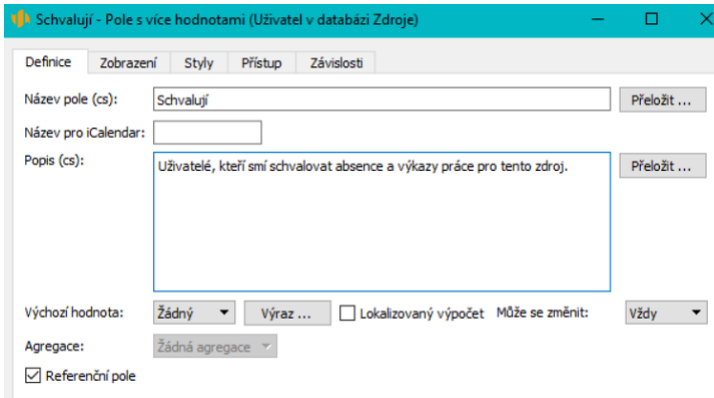 Schvalují - Pole s více hodnotami (Uživatel v databázi Zdroje)
Definice Zobrazení Styly Přístup Závislosti
Název pole (cs): Schvalují Přeložit ...
Název pro iCalendar:
Popis (cs): Uživatelé, kteří smí schvalovat absence a výkazy práce pro tento zdroj. Přeložit ...
Výchozí hodnota: Žádný Výraz ... Lokalizovaný výpočet Může se změnit: Vždy
Agregace: Žádná agregace
Referenční pole